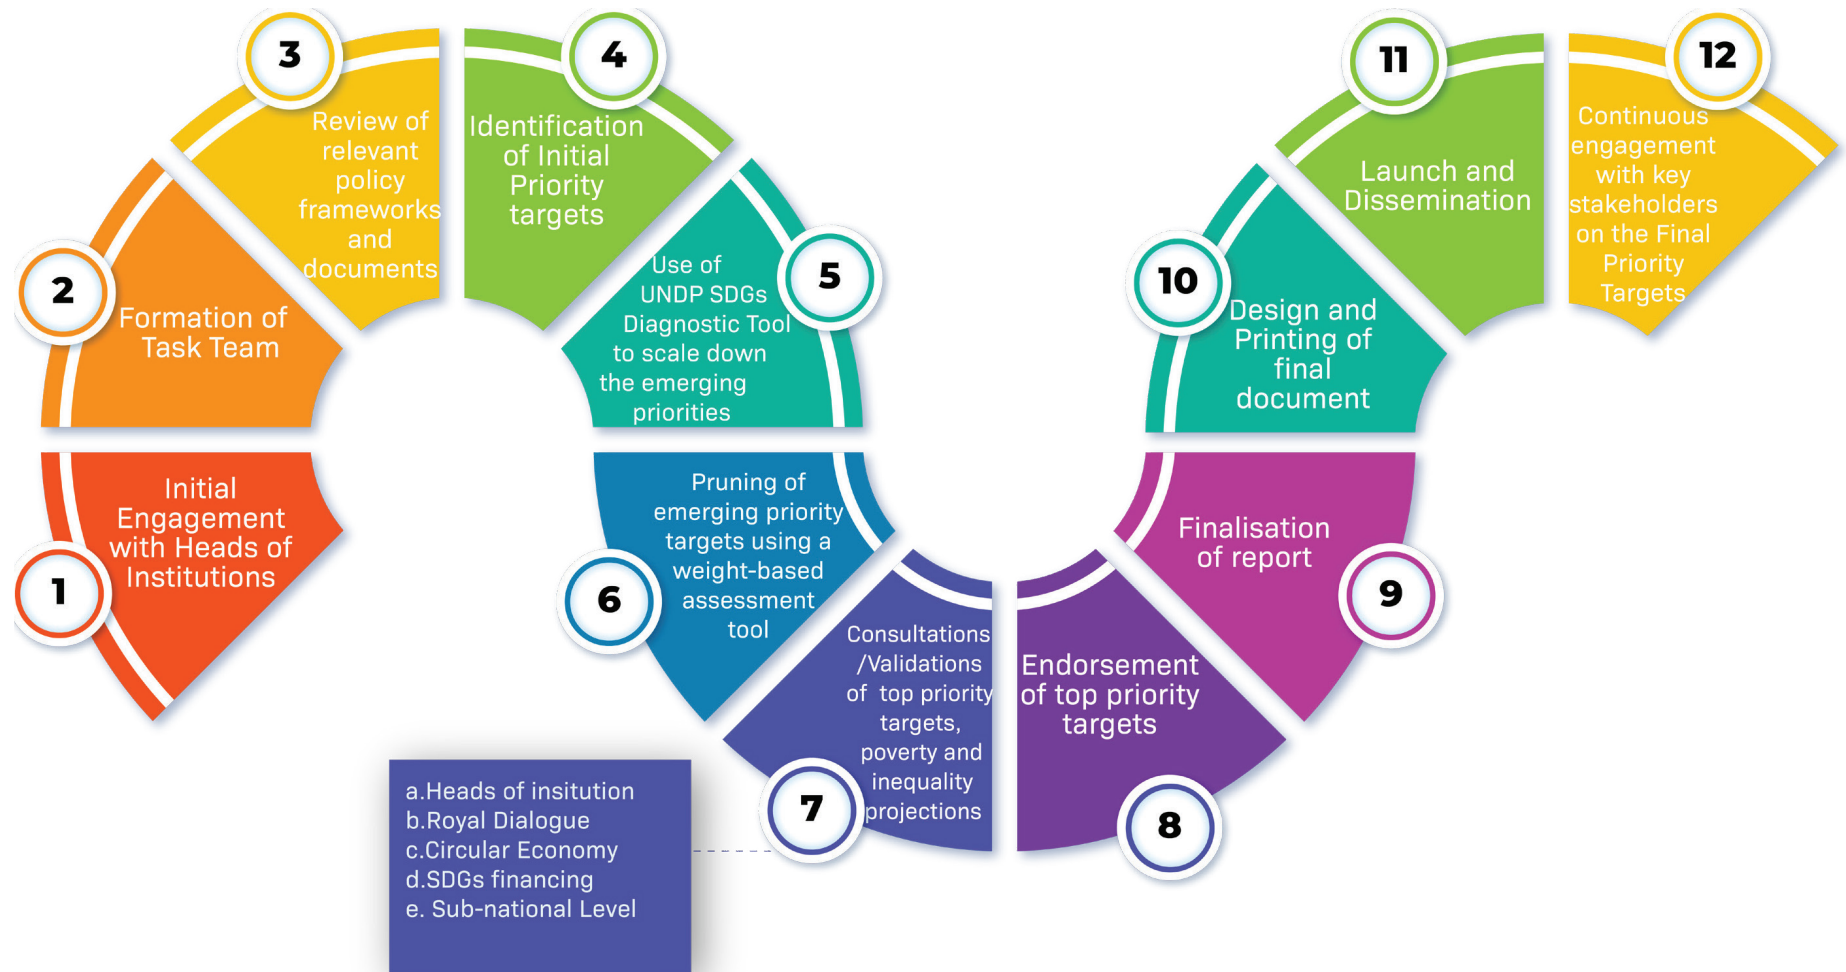 1
Initial
Engagement
with Heads of
Institutions
2
Formation of
Task Team
3
Review of
relevant
policy
frameworks
and
documents
4
Identification
of Initial
Priority
targets
5
Use of
UNDP SDGs
Diagnostic Tool
to scale down
the emerging
priorities
6
Pruning of
emerging priority
targets using a
weight-based
assessment
tool
7
Consultations
/Validations
of top priority
targets,
poverty and
inequality
projections
a.Heads of insitution
b.Royal Dialogue
c.Circular Economy
d.SDGs financing
e. Sub-national Level
8
Endorsement
of top priority
targets
9
Finalisation
of report
10
Design and
Printing of
final
document
11
Launch and
Dissemination
12
Continuous
engagement
with key
stakeholders
on the Final
Priority
Targets